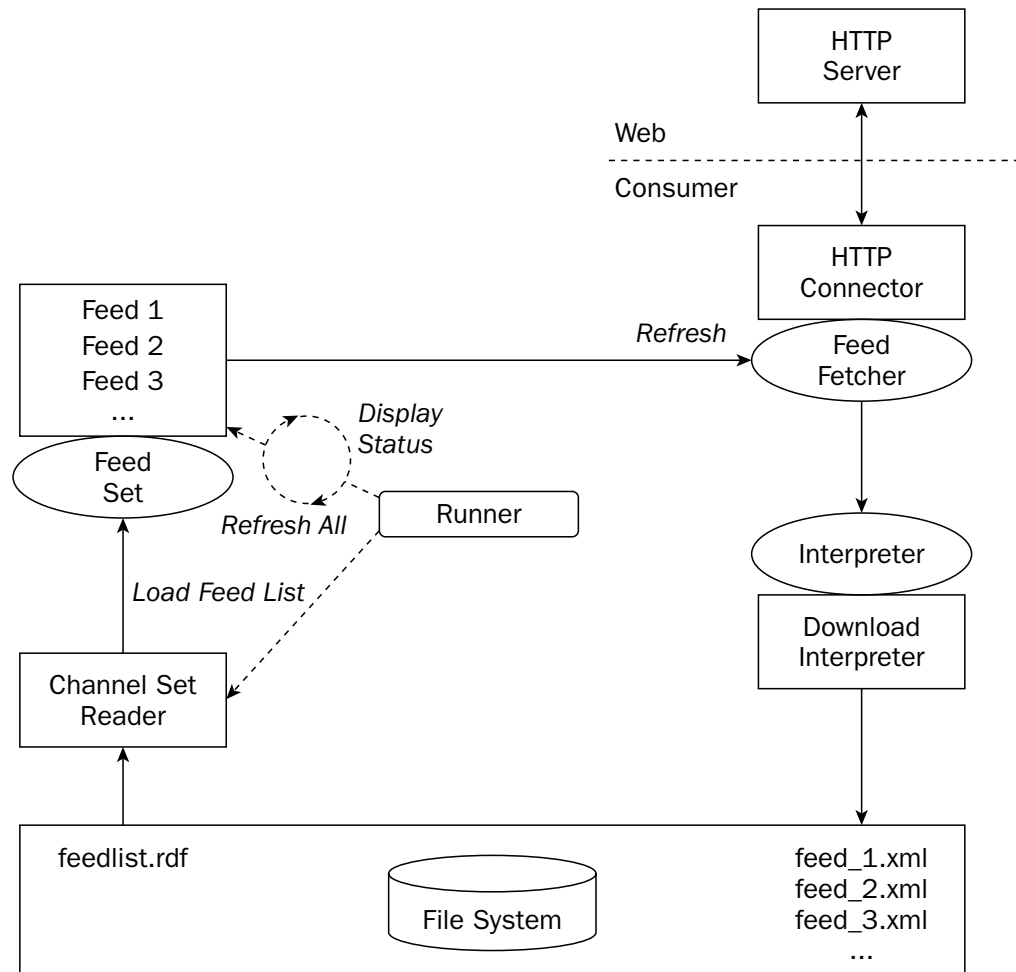 HTTP
Server
Web
Consumer
HTTP
Connector
Feed 1
Feed 2
Feed 3
...
Refresh
Feed
Fetcher
Display
Status
Feed
Set
Refresh All
Runner
Interpreter
Load Feed List
Download
Interpreter
Channel Set
Reader
feedlist.rdf
File System
feed_1.xml
feed_2.xml
feed_3.xml
...